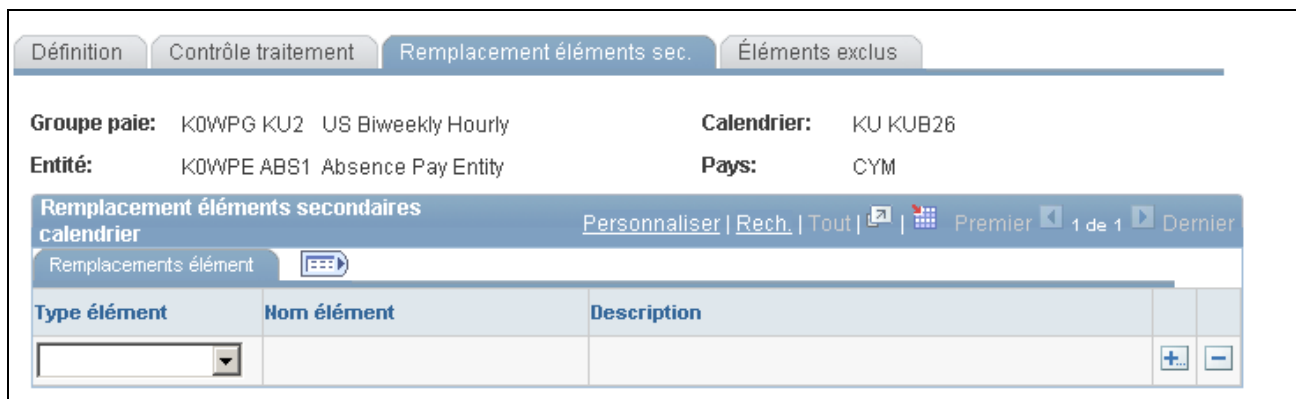 Définition Contrôle traitement Remplacement éléments sec. Éléments exclus
Groupe paie: K0WPG KU2 US Biweekly Hourly Calendrier: KU KUB26
Entité: K0WPE ABS1 Absence Pay Entity Pays: CYM
Remplacement éléments secondaires
calendrier Personnaliser | Rech. | Tout | | Premier 1 de 1 Dernier
Remplacements élément
Type élément Nom élément Description